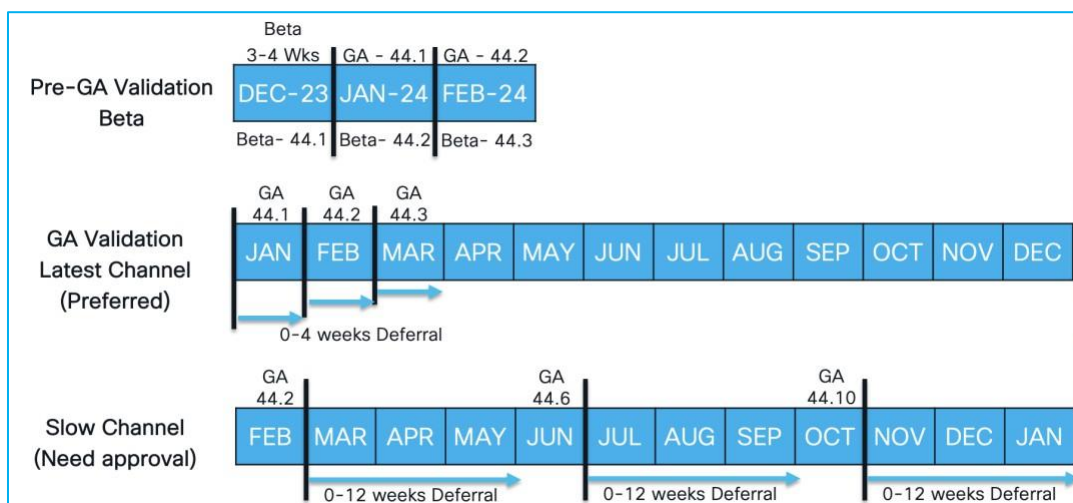 Beta
3-4 Wks GA - 44.1 GA - 44.2
Pre-GA Validation
Beta
DEC-23 JAN-24 FEB-24
Beta- 44.1 Beta- 44.2 Beta- 44.3
GA GA GA
44.1 44.2 44.3
GA Validation
Latest Channel
(Preferred)
JAN FEB MAR APR MAY JUN JUL AUG SEP OCT NOV DEC
0-4 weeks Deferral
GA GA GA
44.2 44.6 44.10
Slow Channel
(Need approval)
FEB MAR APR MAY JUN JUL AUG SEP OCT NOV DEC JAN
0-12 weeks Deferral 0-12 weeks Deferral 0-12 weeks Deferral